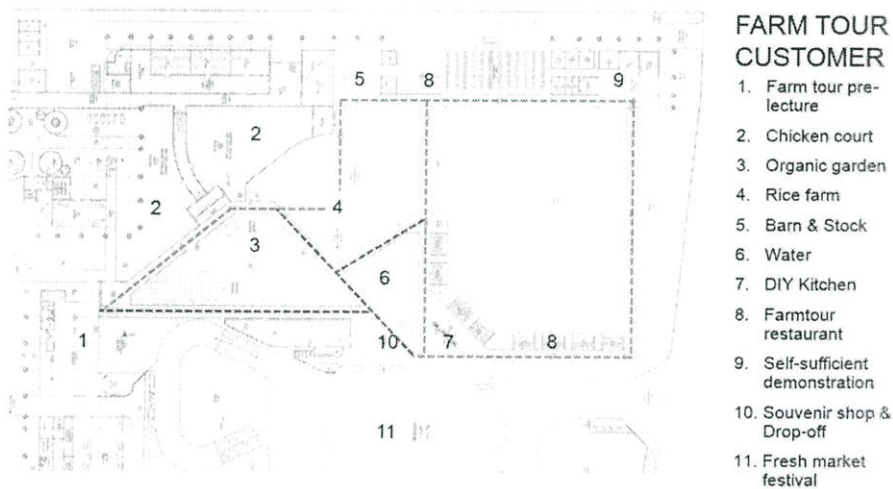 FARM TOUR
CUSTOMER
1. Farm tour pre-
lecture
2. Chicken court
3. Organic garden
4. Rice farm
5. Barn & Stock
6. Water
7. DIY Kitchen
8. Farmtour
restaurant
9. Self-sufficient
demonstration
10. Souvenir shop &
Drop-off
11. Fresh market
festival
5
8
9
2
2
4
3
6
1
10
7
8
11